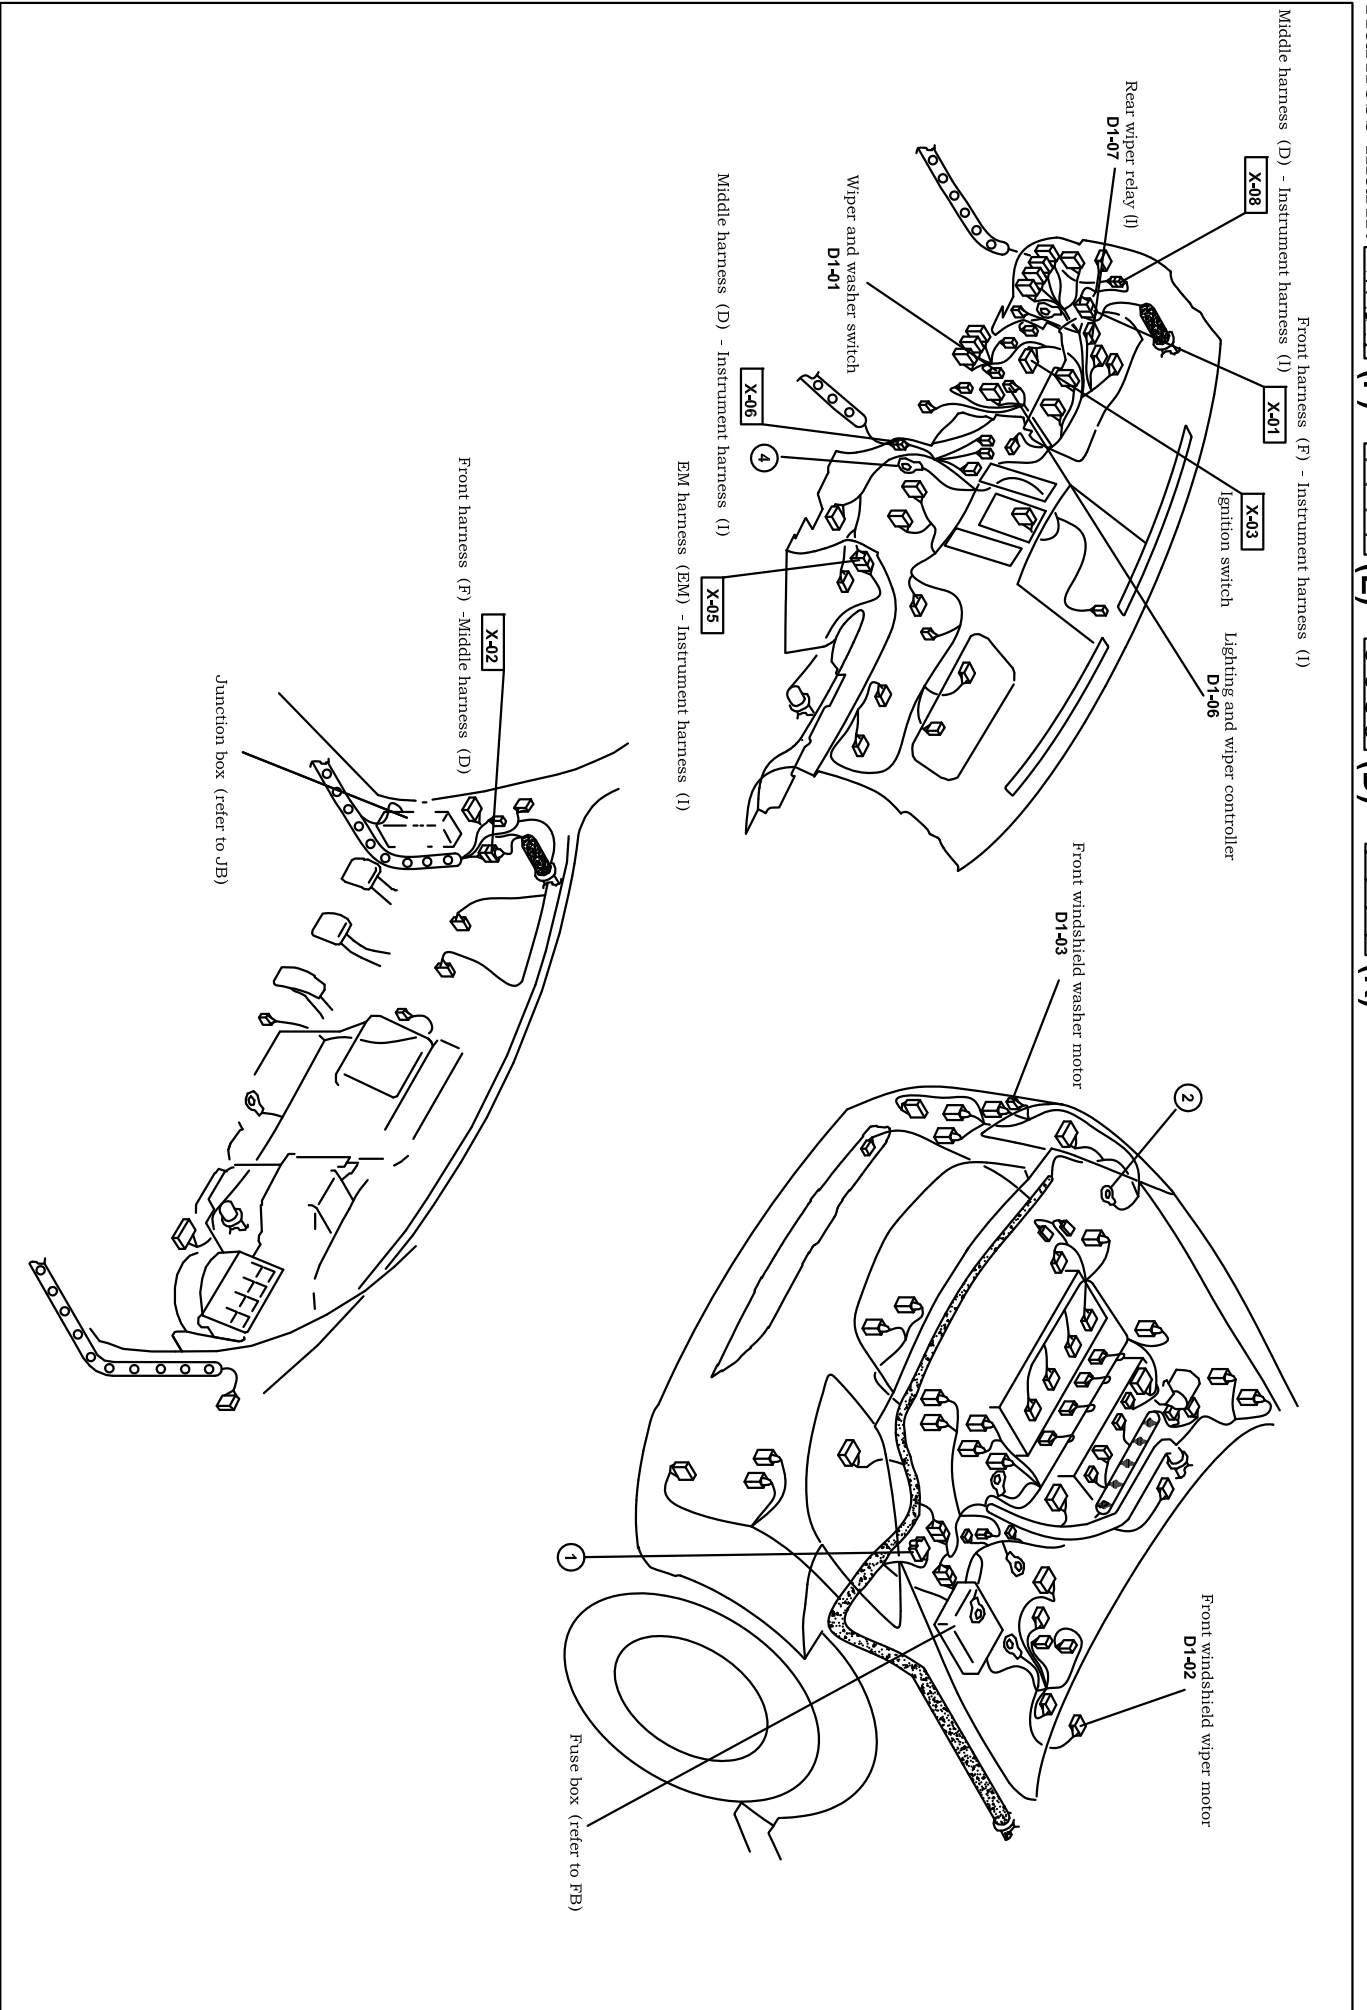 Middle harness (D) - Instrument harness (I)
X-08
Front harness (F) - Instrument harness (I)
X-01
X-03
Ignition switch
Lighting and wiper controller
D1-06
Rear wiper relay (I)
D1-07
Wiper and washer switch
D1-01
Middle harness (D) - Instrument harness (I)
X-06
4
EM harness (EM) - Instrument harness (I)
X-05
Front windshield washer motor
D1-03
2
Front windshield wiper motor
D1-02
1
Fuse box (refer to FB)
Front harness (F) -Middle harness (D)
X-02
Junction box (refer to JB)